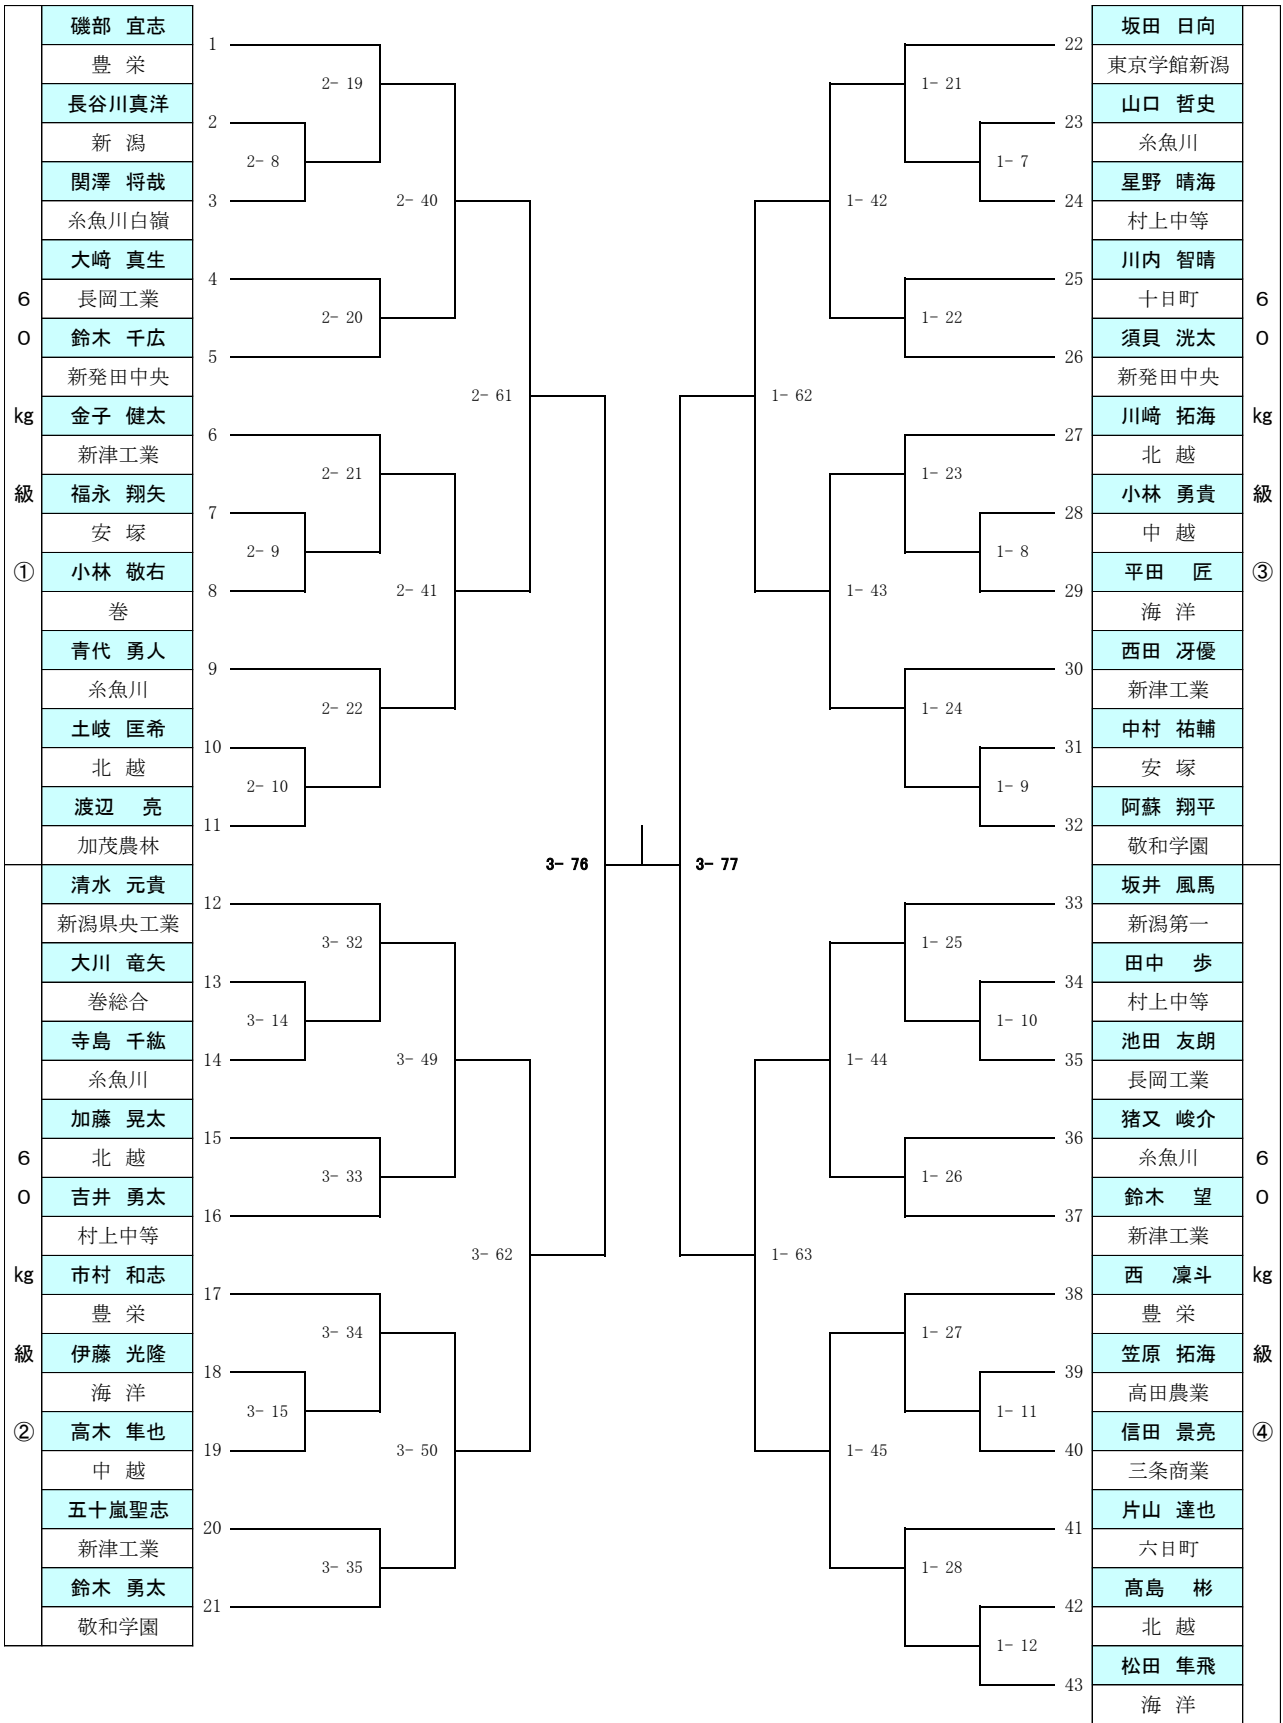 磯部 宜志
1
豊 栄
2- 19
長谷川真洋
2
新 潟
2- 8
関澤 将哉
3
糸魚川白嶺
2- 40
大﨑 真生
4
長岡工業
2- 20
鈴木 千広
5
新発田中央
2- 61
金子 健太
6
新津工業
2- 21
福永 翔矢
7
安 塚
2- 9
小林 敬右
8
巻
2- 41
青代 勇人
9
糸魚川
2- 22
土岐 匡希
10
北 越
2- 10
渡辺 亮
11
加茂農林
6
0
kg
級
①
3- 76
清水 元貴
12
新潟県央工業
3- 32
大川 竜矢
13
巻総合
3- 14
寺島 千紘
14
糸魚川
3- 49
加藤 晃太
15
北 越
3- 33
吉井 勇太
16
村上中等
3- 62
市村 和志
17
豊 栄
3- 34
伊藤 光隆
18
海 洋
3- 15
高木 隼也
19
中 越
3- 50
五十嵐聖志
20
新津工業
3- 35
鈴木 勇太
21
敬和学園
6
0
kg
級
②
坂田 日向
22
東京学館新潟
1- 21
山口 哲史
23
糸魚川
1- 7
星野 晴海
24
村上中等
1- 42
川内 智晴
25
十日町
1- 22
須貝 洸太
26
新発田中央
1- 62
川﨑 拓海
27
北 越
1- 23
小林 勇貴
28
中 越
1- 8
平田 匠
29
海 洋
1- 43
西田 冴優
30
新津工業
1- 24
中村 祐輔
31
安 塚
1- 9
阿蘇 翔平
32
敬和学園
6
0
kg
級
③
3- 77
坂井 風馬
33
新潟第一
1- 25
田中 歩
34
村上中等
1- 10
池田 友朗
35
長岡工業
1- 44
猪又 峻介
36
糸魚川
1- 26
鈴木 望
37
新津工業
1- 63
西 凜斗
38
豊 栄
1- 27
笠原 拓海
39
高田農業
1- 11
信田 景亮
40
三条商業
1- 45
片山 達也
41
六日町
1- 28
髙島 彬
42
北 越
1- 12
松田 隼飛
43
海 洋
6
0
kg
級
④